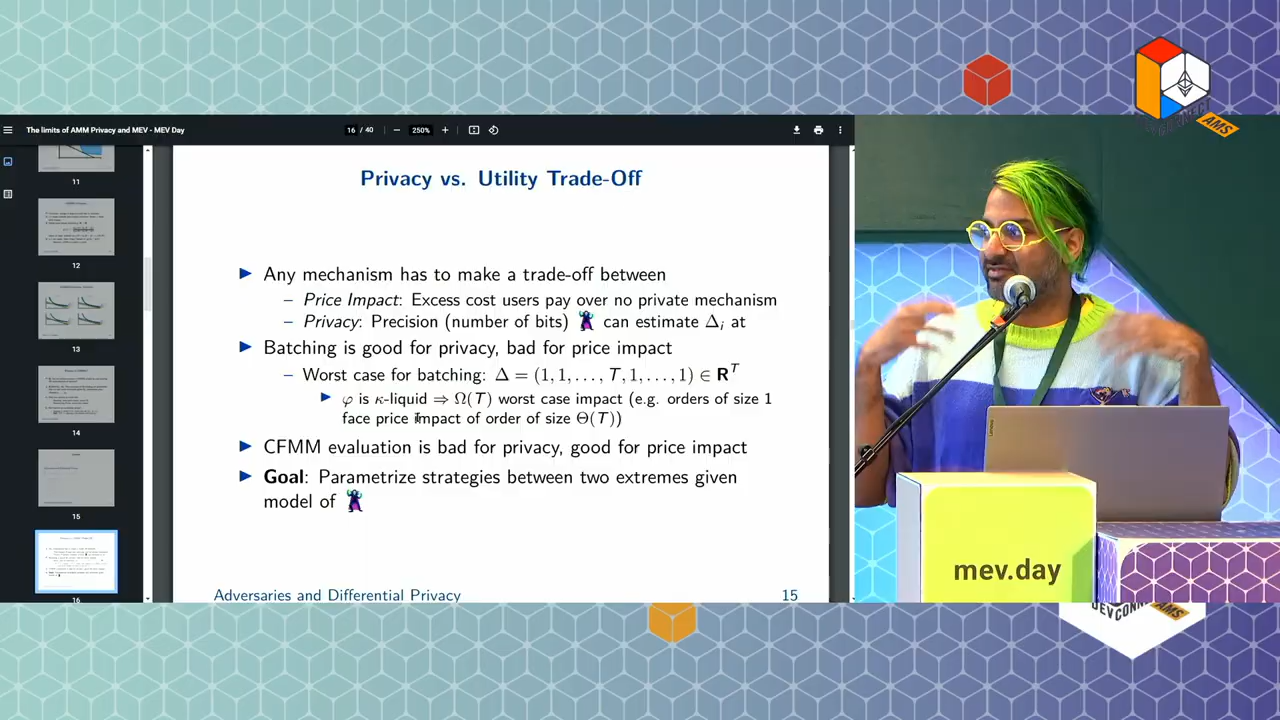 The limits of AMM Privacy and MEV - MEV Day
16 / 40
250%
11
12
13
14
15
16
Privacy vs. Utility Trade-Off
▶ Any mechanism has to make a trade-off between
– Price Impact: Excess cost users pay over no private mechanism
– Privacy: Precision (number of bits) can estimate Δi at
▶ Batching is good for privacy, bad for price impact
– Worst case for batching: Δ = (1, 1, . . . , T, 1, . . . , 1) ∈ R^T
▶ φ is κ-liquid ⇒ Ω(T) worst case impact (e.g. orders of size 1
face price impact of order of size Θ(T))
▶ CFMM evaluation is bad for privacy, good for price impact
▶ Goal: Parametrize strategies between two extremes given
model of
Adversaries and Differential Privacy
15
AMS
Lenovo
mev.day
DEVCONNECT
AMS